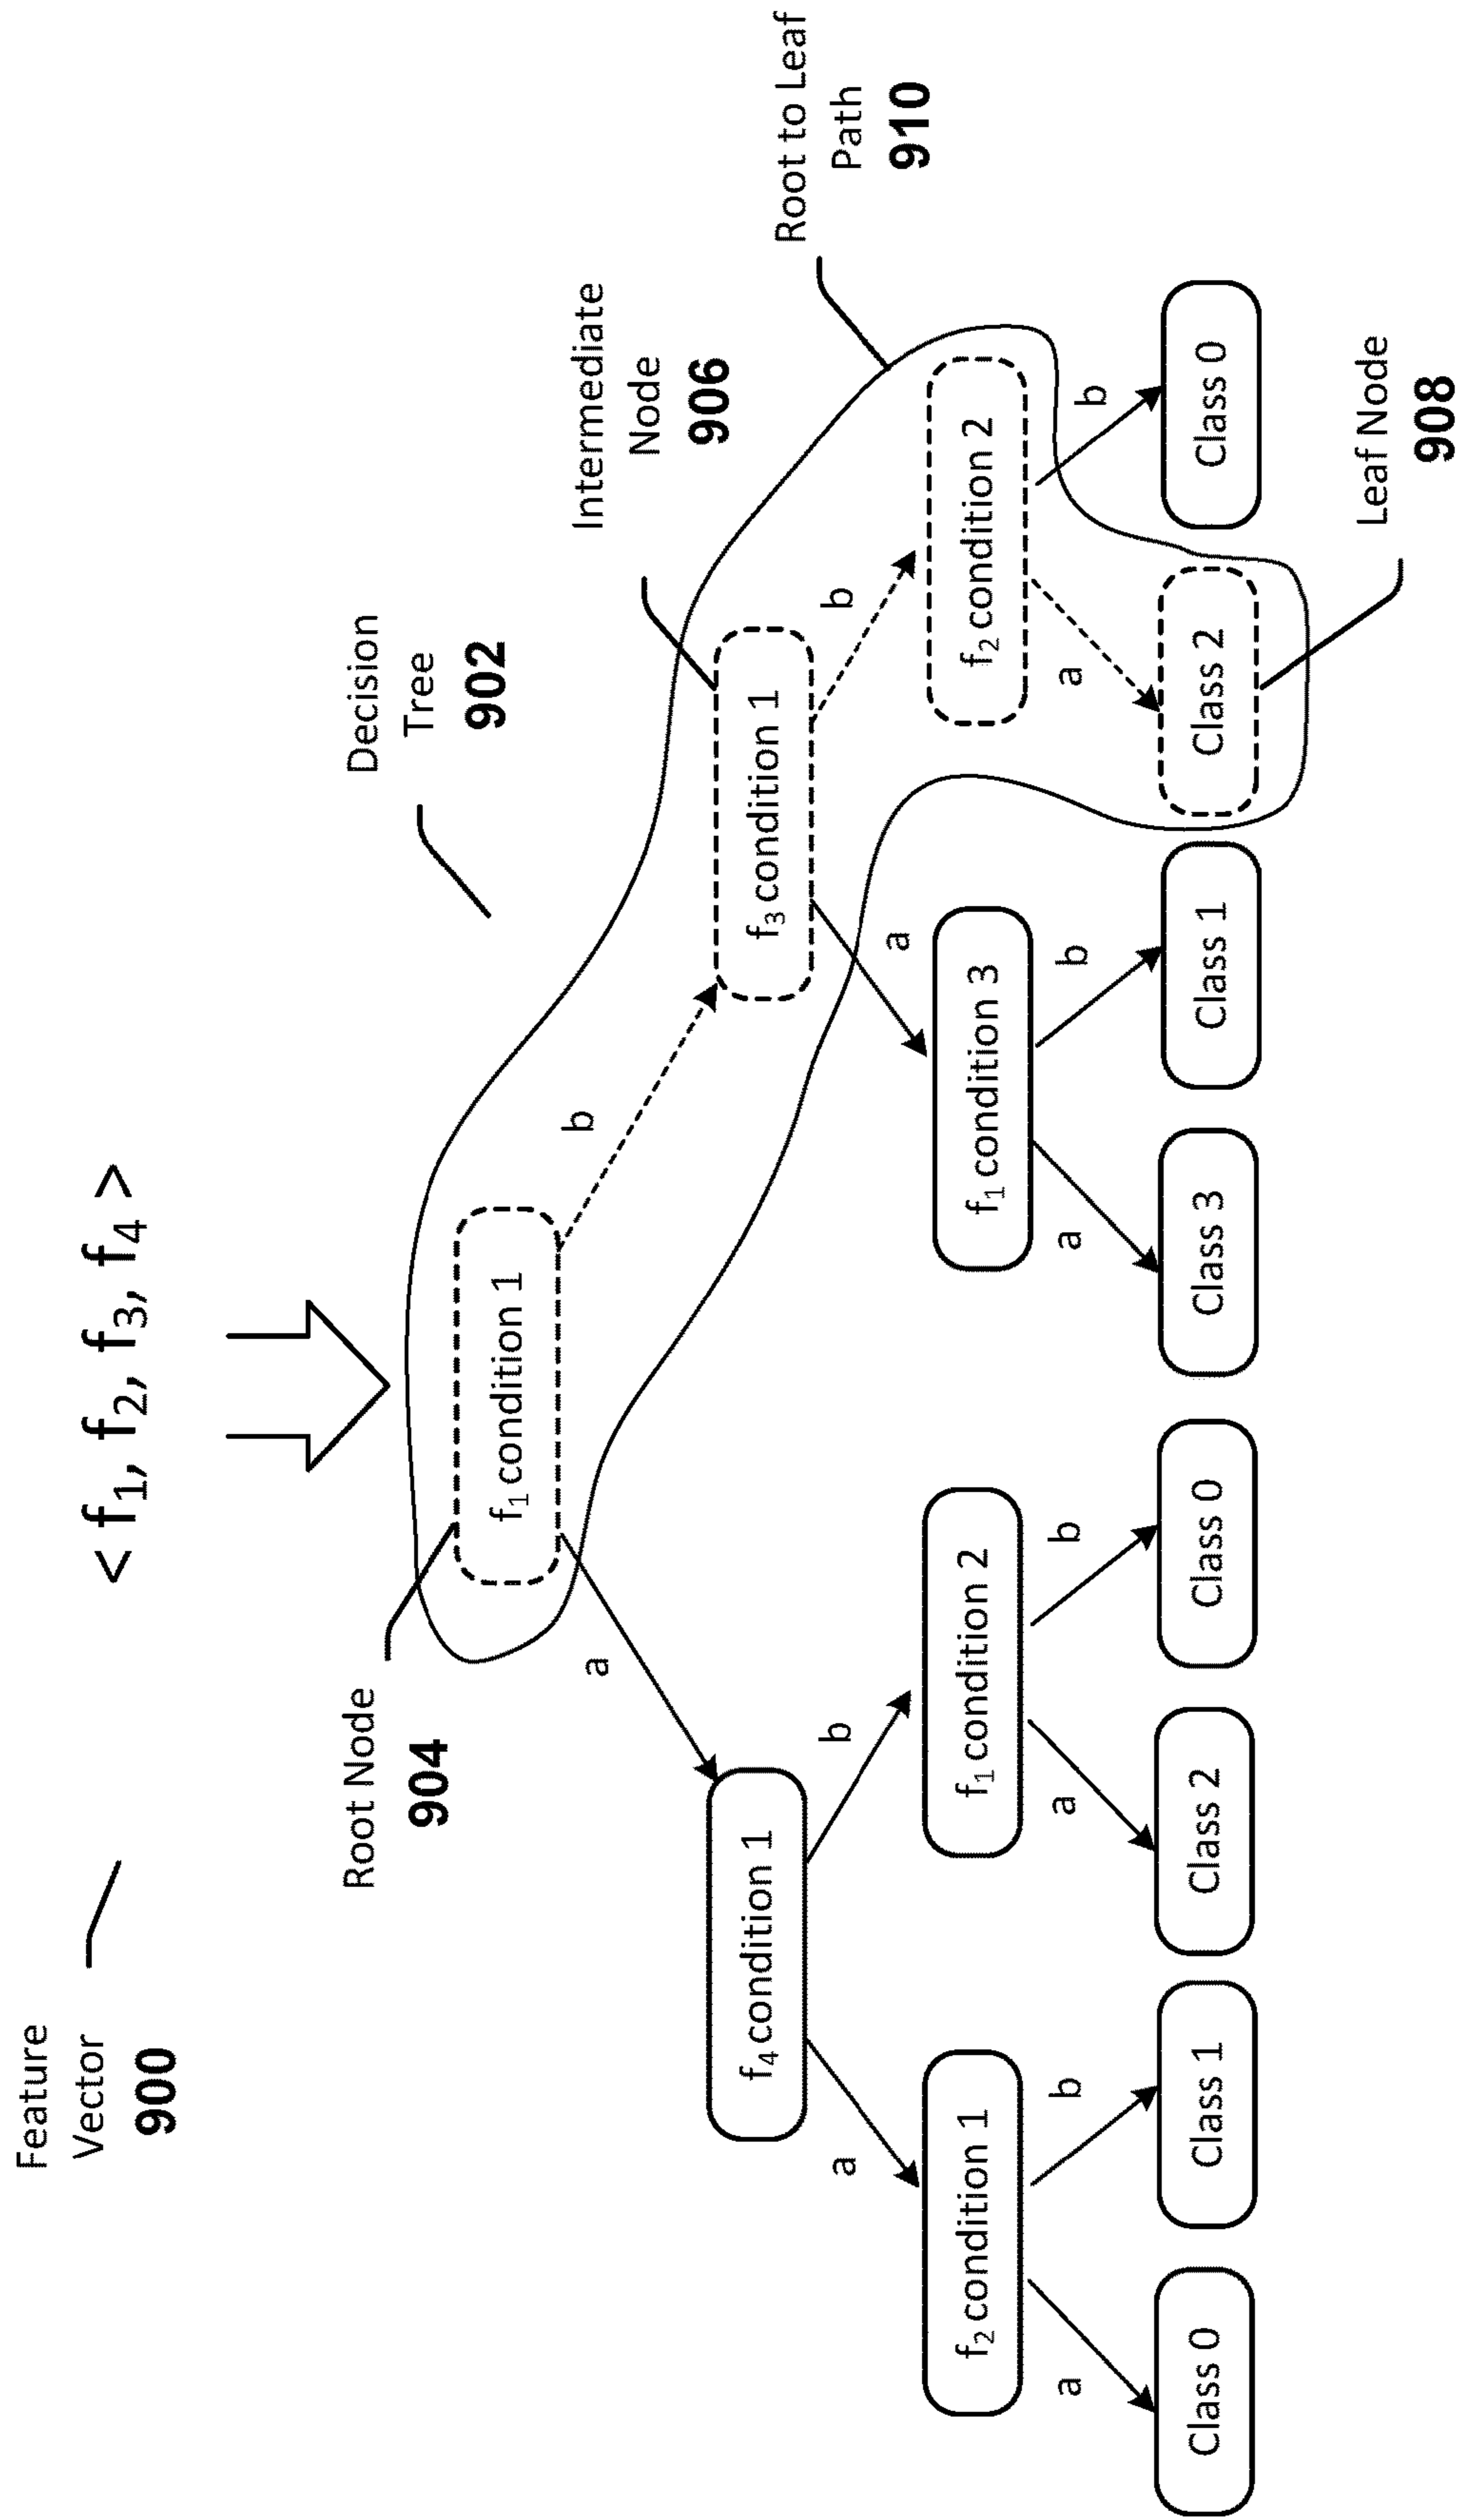 Feature
Vector
900
< f1, f2, f3, f4 >
Decision
Tree
902
Root Node
904
f1 condition 1
a
b
Intermediate
Node
906
f4 condition 1
f3 condition 1
Root to Leaf
Path
910
a
b
a
b
f2 condition 1
f1 condition 2
f1 condition 3
f2 condition 2
a
b
a
b
a
b
a
b
Class 0
Class 1
Class 2
Class 0
Class 3
Class 1
Class 2
Class 0
Leaf Node
908